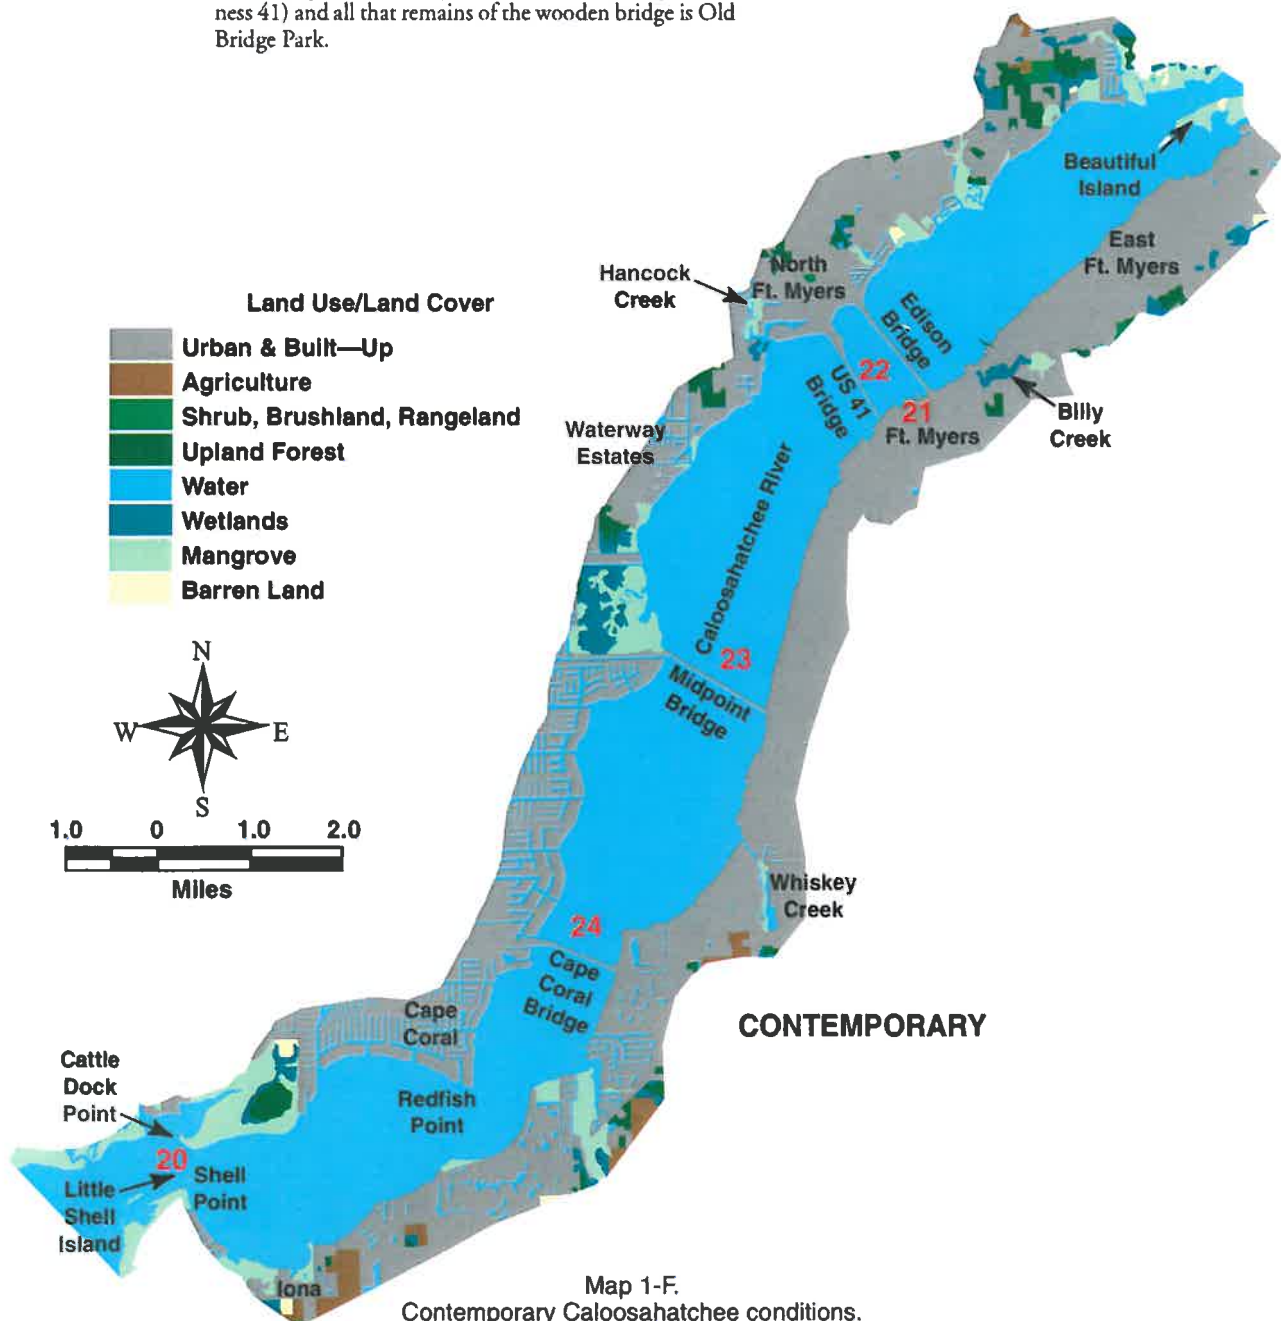 ness 41) and all that remains of the wooden bridge is Old
Bridge Park.
Beautiful
Island
East
Ft. Myers
Hancock
Creek
North
Ft. Myers
Edison
Bridge
22
US 41
Bridge
21
Ft. Myers
Billy
Creek
Land Use/Land Cover
Urban & Built—Up
Agriculture
Shrub, Brushland, Rangeland
Upland Forest
Water
Wetlands
Mangrove
Barren Land
Waterway
Estates
Caloosahatchee River
23
Midpoint
Bridge
N
W
E
S
1.0 0 1.0 2.0
Miles
Whiskey
Creek
24
Cape
Coral
Bridge
Cape
Coral
CONTEMPORARY
Cattle
Dock
Point
Redfish
Point
20
Shell
Point
Little
Shell
Island
Iona
Map 1-F.
Contemporary Caloosahatchee conditions.